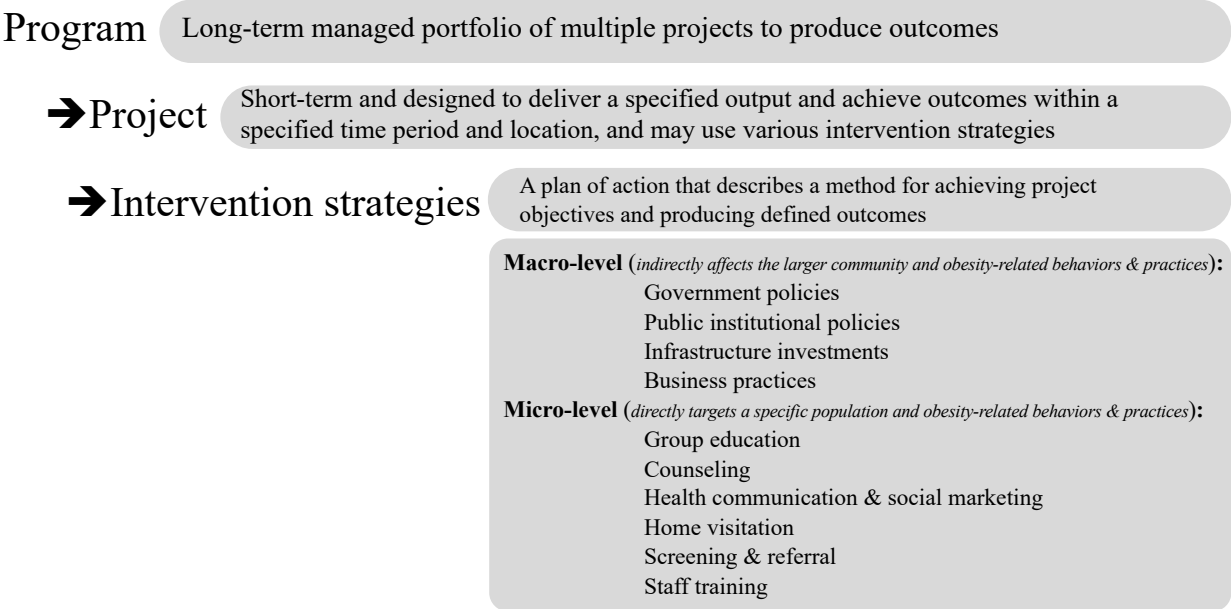 Program Long-term managed portfolio of multiple projects to produce outcomes
➔Project Short-term and designed to deliver a specified output and achieve outcomes within a
specified time period and location, and may use various intervention strategies
➔Intervention strategies A plan of action that describes a method for achieving project
objectives and producing defined outcomes
Macro-level (indirectly affects the larger community and obesity-related behaviors & practices):
Government policies
Public institutional policies
Infrastructure investments
Business practices
Micro-level (directly targets a specific population and obesity-related behaviors & practices):
Group education
Counseling
Health communication & social marketing
Home visitation
Screening & referral
Staff training